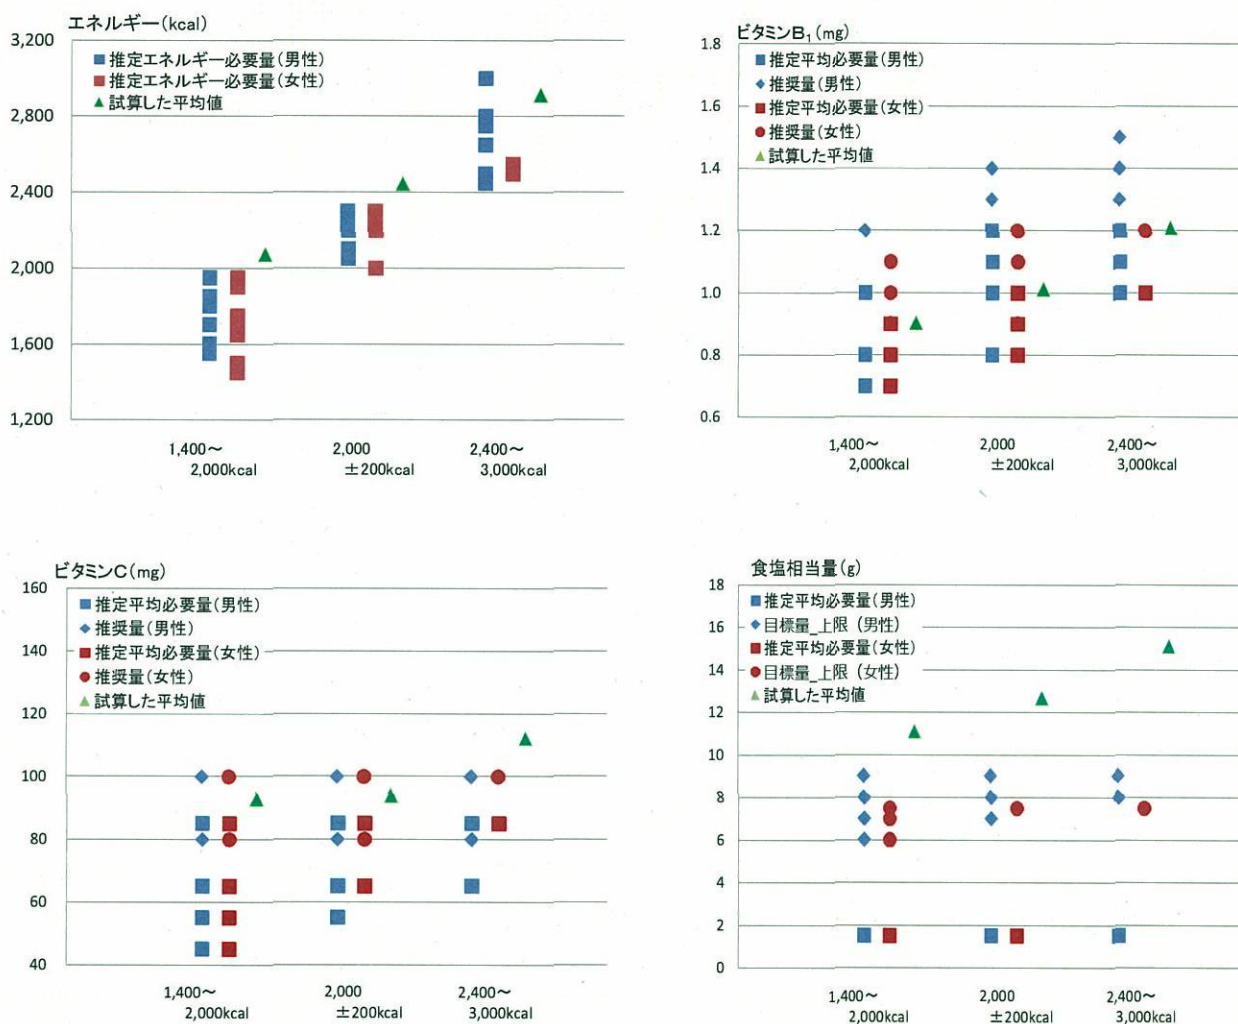 エネルギー(kcal)
3,200
2,800
2,400
2,000
1,600
1,200
推定エネルギー必要量(男性)
推定エネルギー必要量(女性)
試算した平均値
1,400～
2,000kcal
2,000
±200kcal
2,400～
3,000kcal
ビタミンB₁(mg)
1.8
1.6
1.4
1.2
1.0
0.8
0.6
推定平均必要量(男性)
推奨量(男性)
推定平均必要量(女性)
推奨量(女性)
試算した平均値
1,400～
2,000kcal
2,000
±200kcal
2,400～
3,000kcal
ビタミンC(mg)
160
140
120
100
80
60
40
推定平均必要量(男性)
推奨量(男性)
推定平均必要量(女性)
推奨量(女性)
試算した平均値
1,400～
2,000kcal
2,000
±200kcal
2,400～
3,000kcal
食塩相当量(g)
18
16
14
12
10
8
6
4
2
0
推定平均必要量(男性)
目標量_上限 (男性)
推定平均必要量(女性)
目標量_上限 (女性)
試算した平均値
1,400～
2,000kcal
2,000
±200kcal
2,400～
3,000kcal